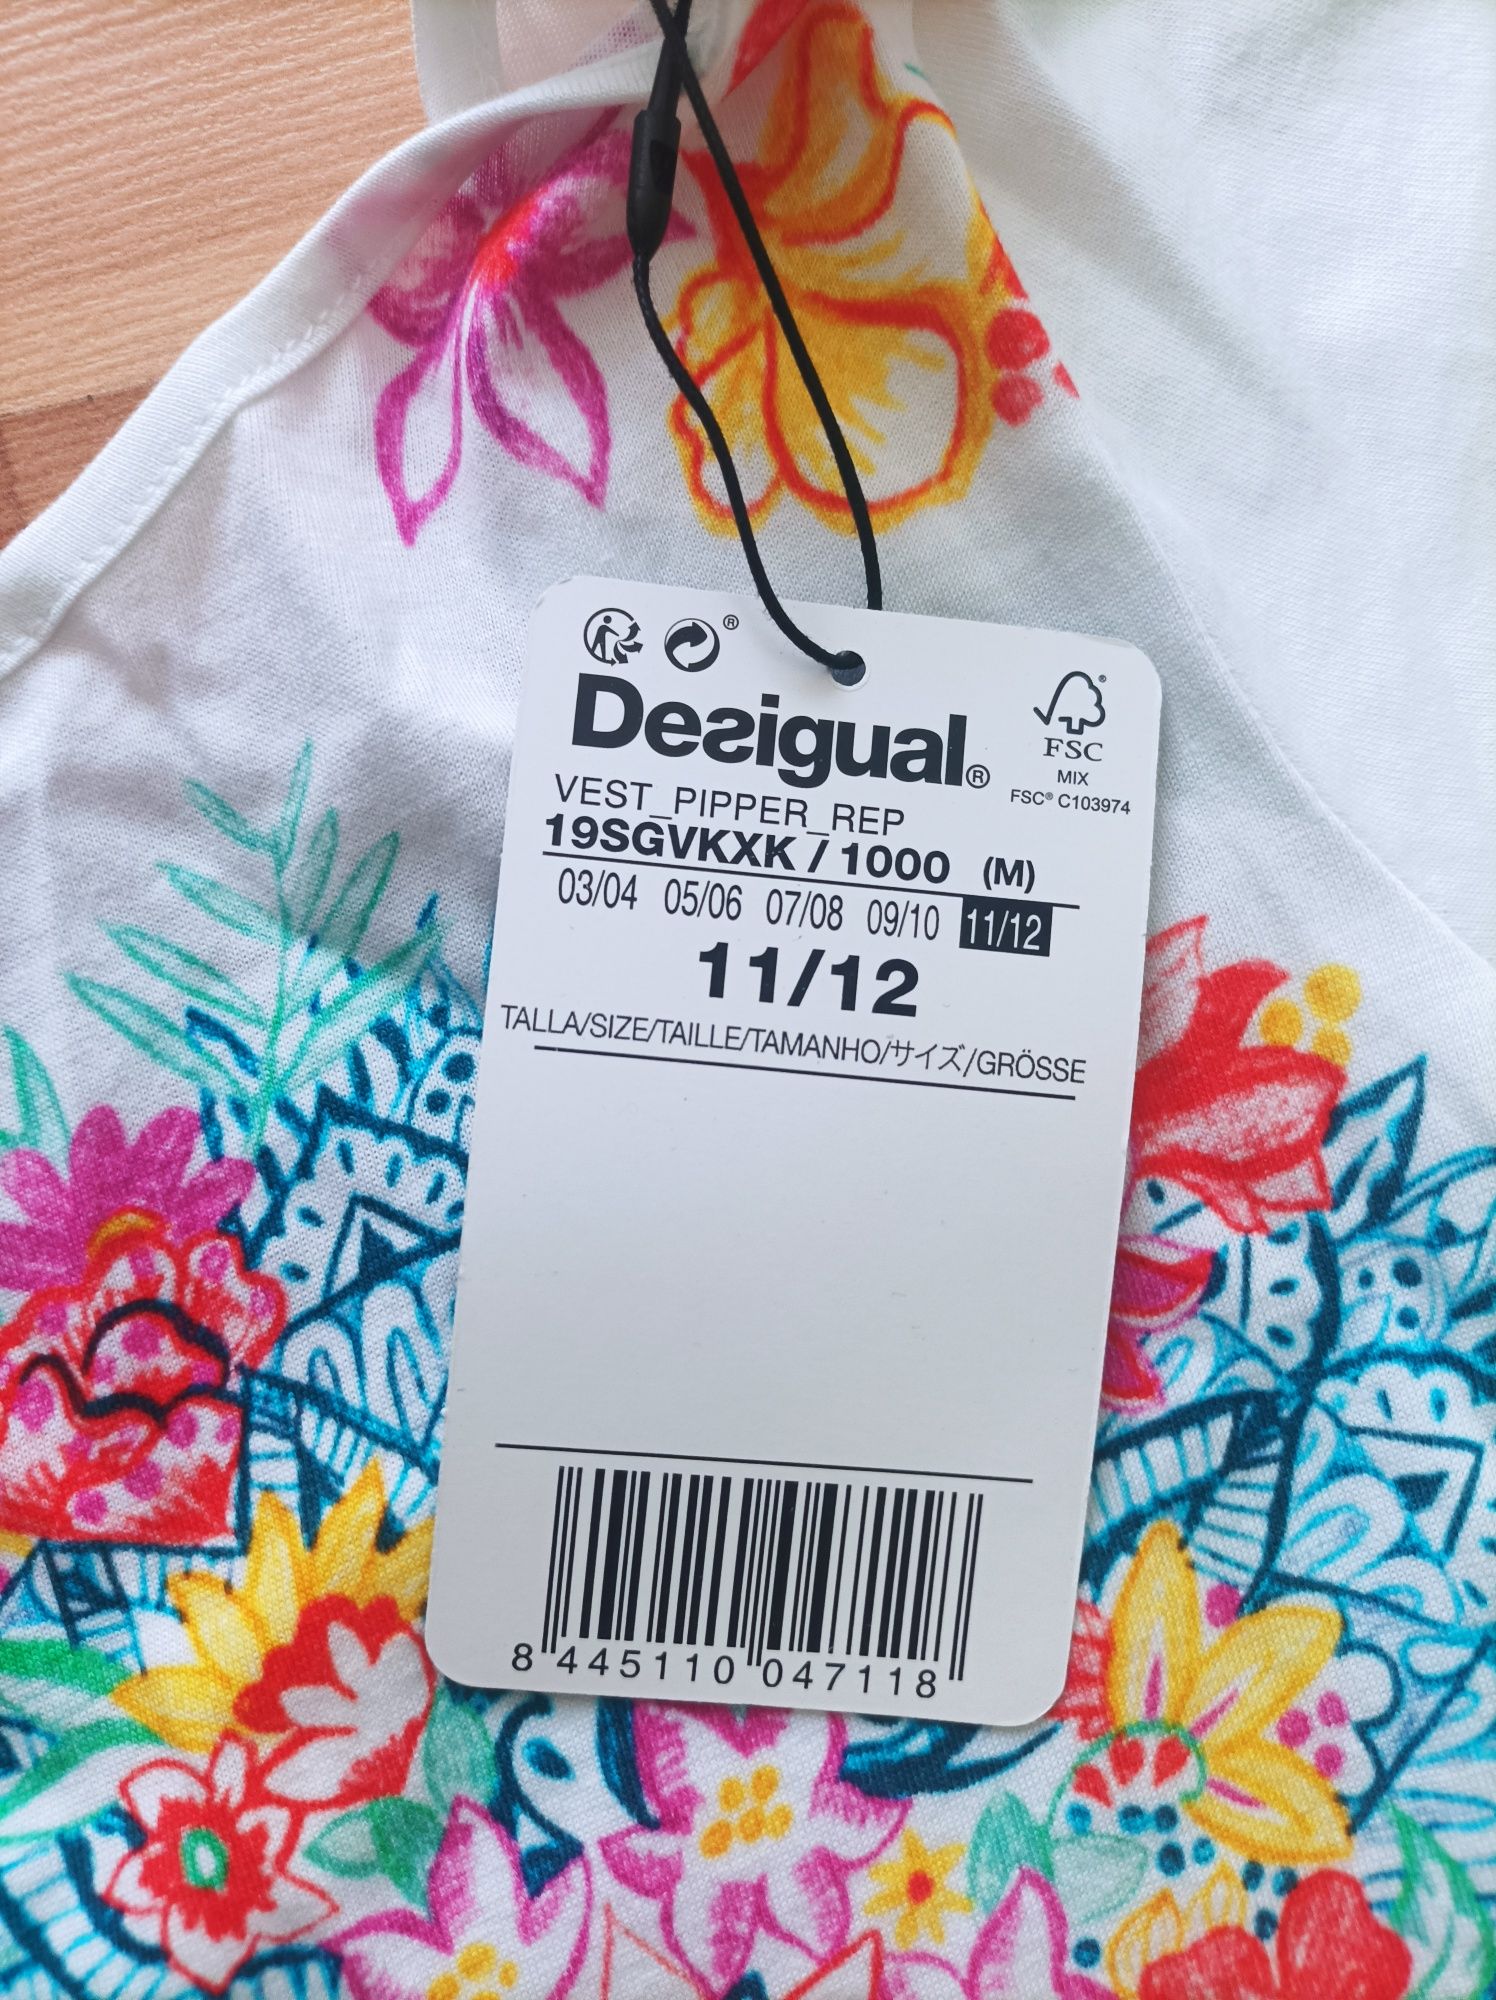 ®
Desigual®
FSC
MIX
FSC® C103974
VEST_PIPPER_REP
19SGVKXK / 1000 (M)
03/04 05/06 07/08 09/10 11/12
11/12
TALLA/SIZE/TAILLE/TAMANHO/サイズ/GRÖSSE
8 445110 047118